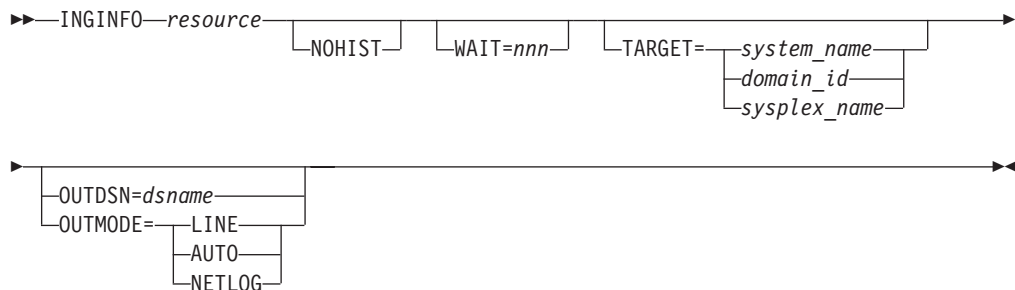 INGINFO resource
NOHIST WAIT=nnn TARGET= system_name
domain_id
sysplex_name
OUTDSN=dsname
OUTMODE= LINE
AUTO
NETLOG